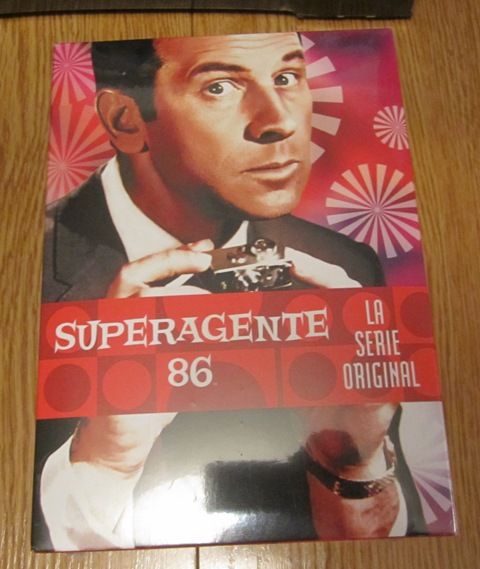 SUPERAGENTE
86
LA
SERIE
ORIGINAL